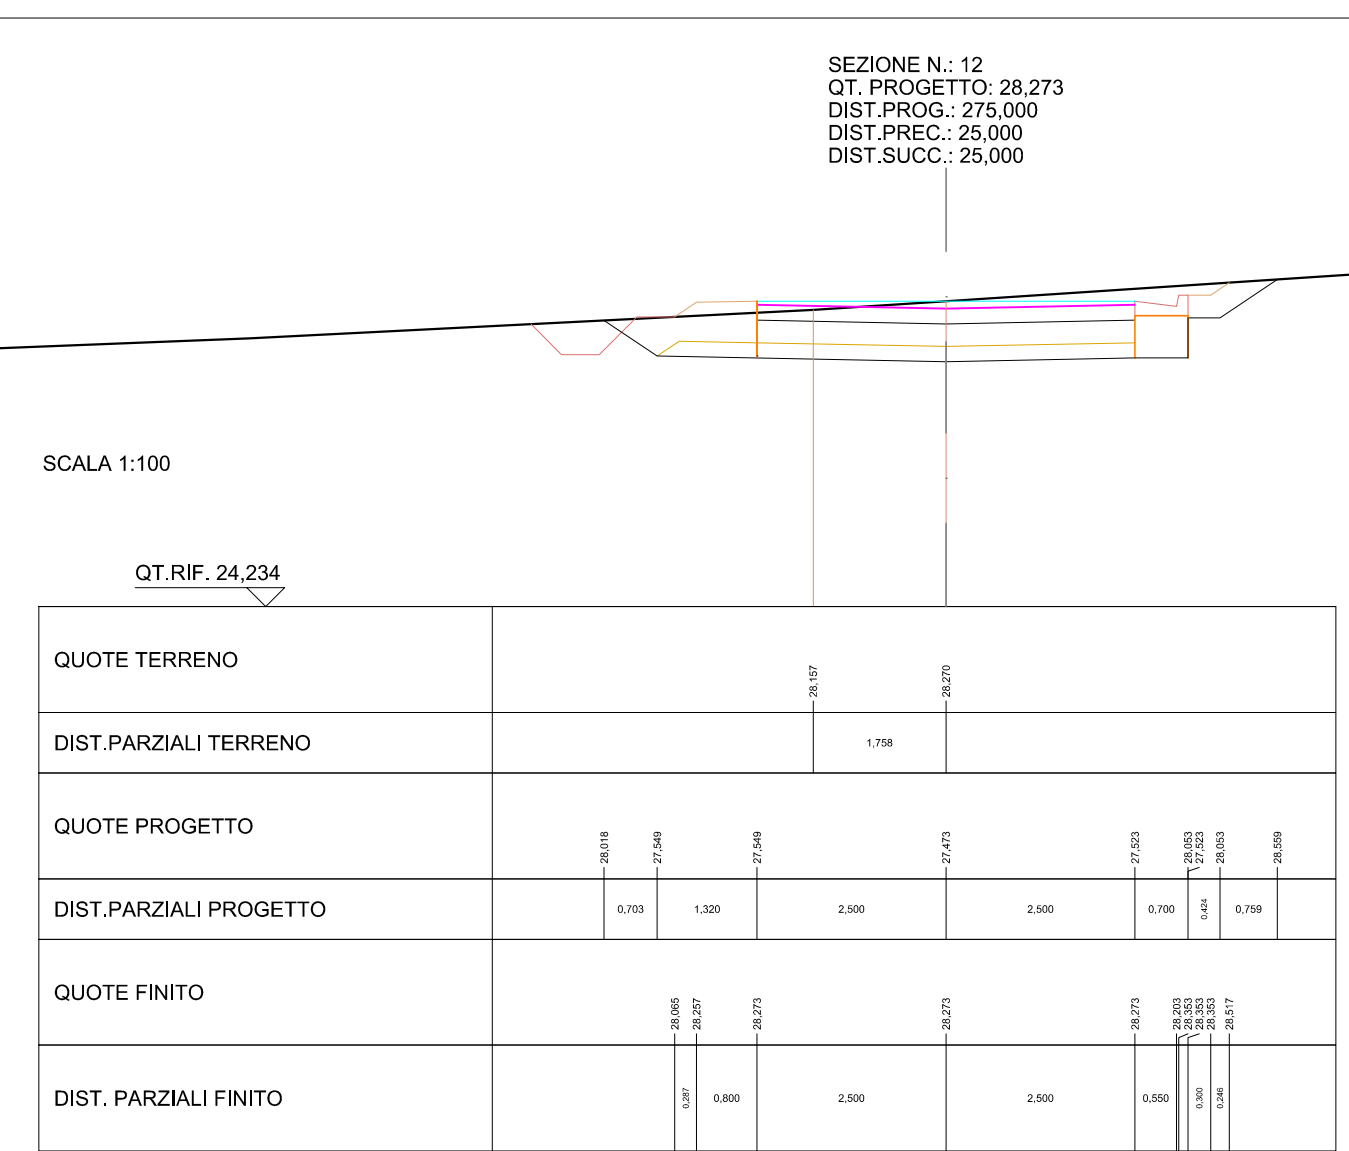 SEZIONE N.: 12
QT. PROGETTO: 28,273
DIST.PROG.: 275,000
DIST.PREC.: 25,000
DIST.SUCC.: 25,000
SCALA 1:100
QT.RIF. 24,234
QUOTE TERRENO
28,157
28,270
DIST.PARZIALI TERRENO
1,758
QUOTE PROGETTO
28,018
27,549
27,549
27,473
27,523
28,053
27,523
28,053
28,559
DIST.PARZIALI PROGETTO
0,703
1,320
2,500
2,500
0,700
0,424
0,759
QUOTE FINITO
28,065
28,257
28,273
28,273
28,273
28,203
28,353
28,353
28,353
28,517
DIST. PARZIALI FINITO
0,287
0,800
2,500
2,500
0,550
0,300
0,246